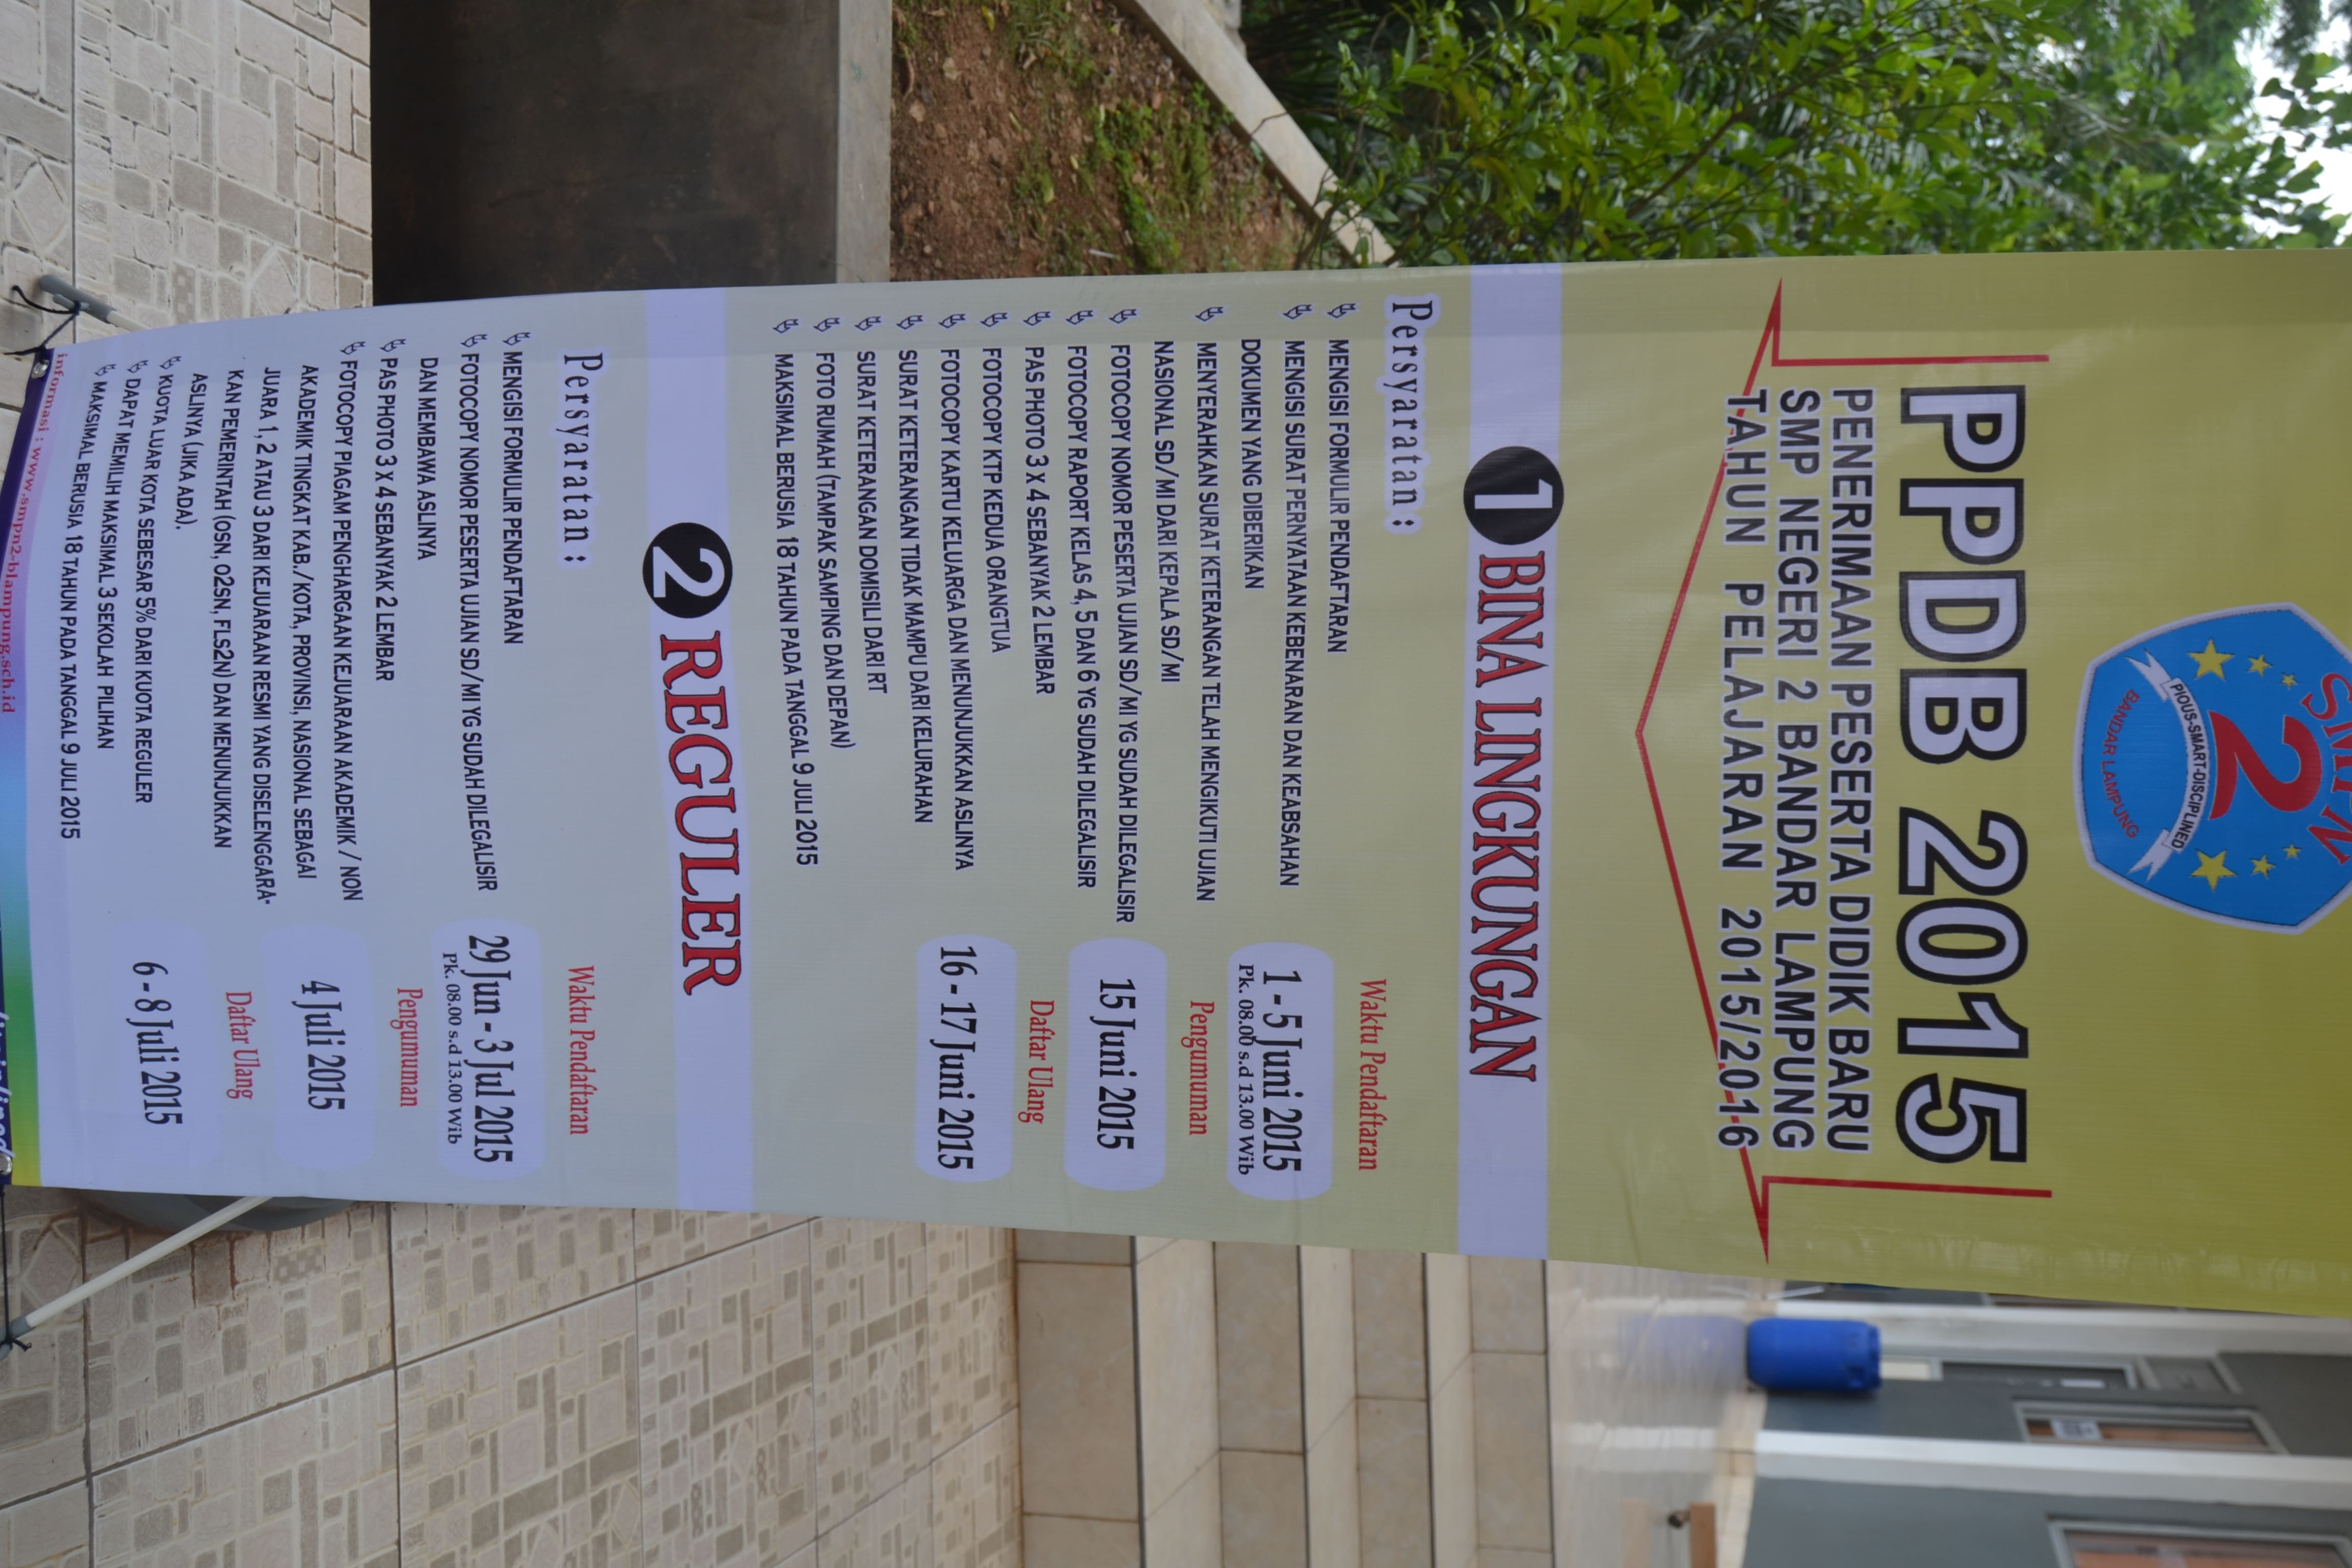 SMPN
2
PIOUS-SMART-DISCIPLINED
BANDAR LAMPUNG
PPDB 2015
PENERIMAAN PESERTA DIDIK BARU
SMP NEGERI 2 BANDAR LAMPUNG
TAHUN PELAJARAN 2015/2016
1 BINA LINGKUNGAN
Persyaratan :
MENGISI FORMULIR PENDAFTARAN
MENGISI SURAT PERNYATAAN KEBENARAN DAN KEABSAHAN
DOKUMEN YANG DIBERIKAN
MENYERAHKAN SURAT KETERANGAN TELAH MENGIKUTI UJIAN
NASIONAL SD/MI DARI KEPALA SD/MI
FOTOCOPY NOMOR PESERTA UJIAN SD/MI YG SUDAH DILEGALISIR
FOTOCOPY RAPORT KELAS 4, 5 DAN 6 YG SUDAH DILEGALISIR
PAS PHOTO 3 x 4 SEBANYAK 2 LEMBAR
FOTOCOPY KTP KEDUA ORANGTUA
FOTOCOPY KARTU KELUARGA DAN MENUNJUKKAN ASLINYA
SURAT KETERANGAN TIDAK MAMPU DARI KELURAHAN
SURAT KETERANGAN DOMISILI DARI RT
FOTO RUMAH (TAMPAK SAMPING DAN DEPAN)
MAKSIMAL BERUSIA 18 TAHUN PADA TANGGAL 9 JULI 2015
Waktu Pendaftaran
1 - 5 Juni 2015
Pk. 08.00 s.d 13.00 Wib
Pengumuman
15 Juni 2015
Daftar Ulang
16 - 17 Juni 2015
2 REGULER
Persyaratan :
MENGISI FORMULIR PENDAFTARAN
FOTOCOPY NOMOR PESERTA UJIAN SD/MI YG SUDAH DILEGALISIR
DAN MEMBAWA ASLINYA
PAS PHOTO 3 x 4 SEBANYAK 2 LEMBAR
FOTOCOPY PIAGAM PENGHARGAAN KEJUARAAN AKADEMIK / NON
AKADEMIK TINGKAT KAB./KOTA, PROVINSI, NASIONAL SEBAGAI
JUARA 1, 2 ATAU 3 DARI KEJUARAAN RESMI YANG DISELENGGARA-
KAN PEMERINTAH (OSN, O2SN, FLS2N) DAN MENUNJUKKAN
ASLINYA (JIKA ADA).
KUOTA LUAR KOTA SEBESAR 5% DARI KUOTA REGULER
DAPAT MEMILIH MAKSIMAL 3 SEKOLAH PILIHAN
MAKSIMAL BERUSIA 18 TAHUN PADA TANGGAL 9 JULI 2015
Waktu Pendaftaran
29 Jun - 3 Jul 2015
Pk. 08.00 s.d 13.00 Wib
Pengumuman
4 Juli 2015
Daftar Ulang
6 - 8 Juli 2015
informasi : www.smpn2-blampung.sch.id